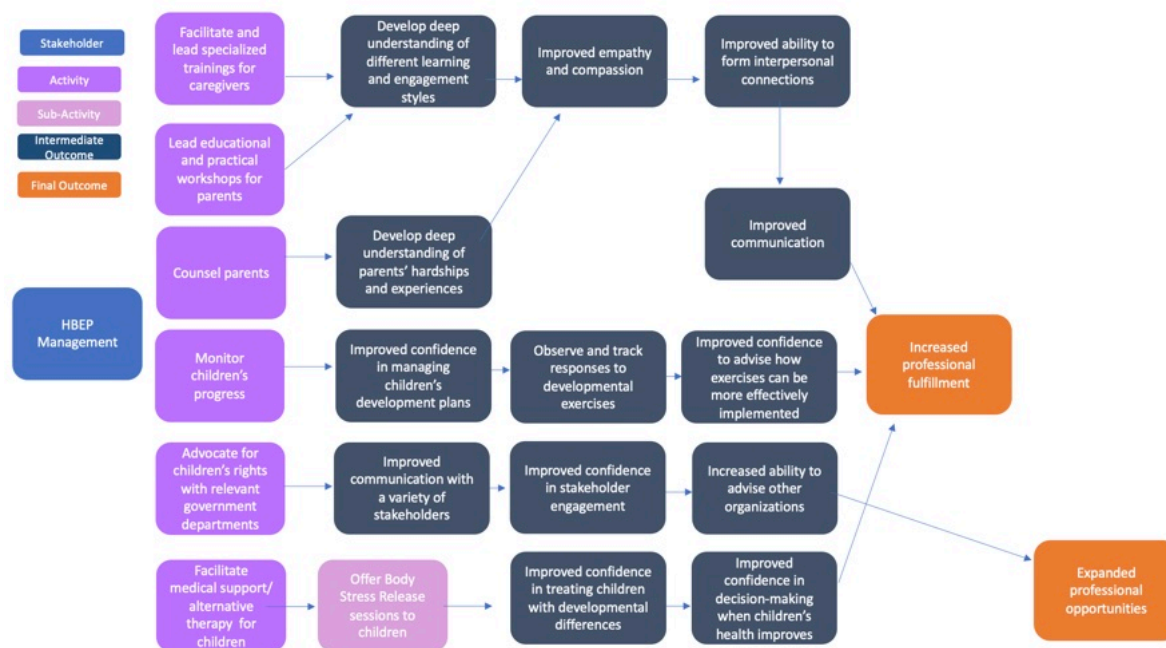 Stakeholder
Activity
Sub-Activity
Intermediate
Outcome
Final Outcome
HBEP
Management
Facilitate and
lead specialized
trainings for
caregivers
Develop deep
understanding of
different learning
and engagement
styles
Improved empathy
and compassion
Improved ability to
form interpersonal
connections
Lead educational
and practical
workshops for
parents
Improved
communication
Counsel parents
Develop deep
understanding of
parents’ hardships
and experiences
Monitor
children’s
progress
Improved confidence
in managing
children’s
development plans
Observe and track
responses to
developmental
exercises
Improved confidence
to advise how
exercises can be
more effectively
implemented
Increased
professional
fulfillment
Advocate for
children’s rights
with relevant
government
departments
Improved
communication with
a variety of
stakeholders
Improved confidence
in stakeholder
engagement
Increased ability to
advise other
organizations
Facilitate
medical support/
alternative
therapy for
children
Offer Body
Stress Release
sessions to
children
Improved confidence
in treating children
with developmental
differences
Improved
confidence in
decision-making
when children’s
health improves
Expanded
professional
opportunities